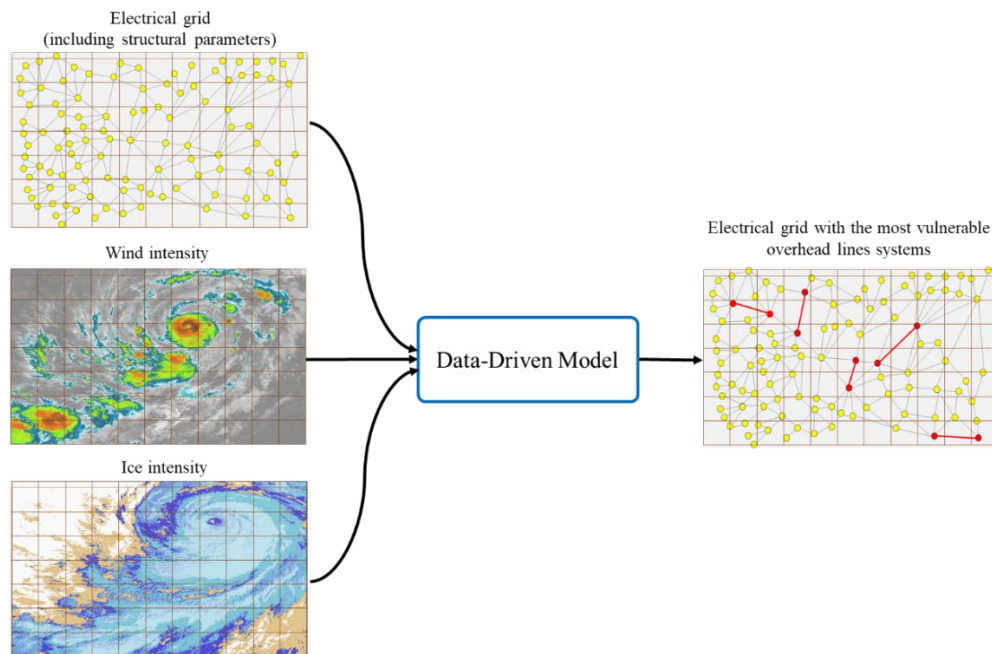 Electrical grid
(including structural parameters)
Wind intensity
Ice intensity
Data-Driven Model
Electrical grid with the most vulnerable
overhead lines systems